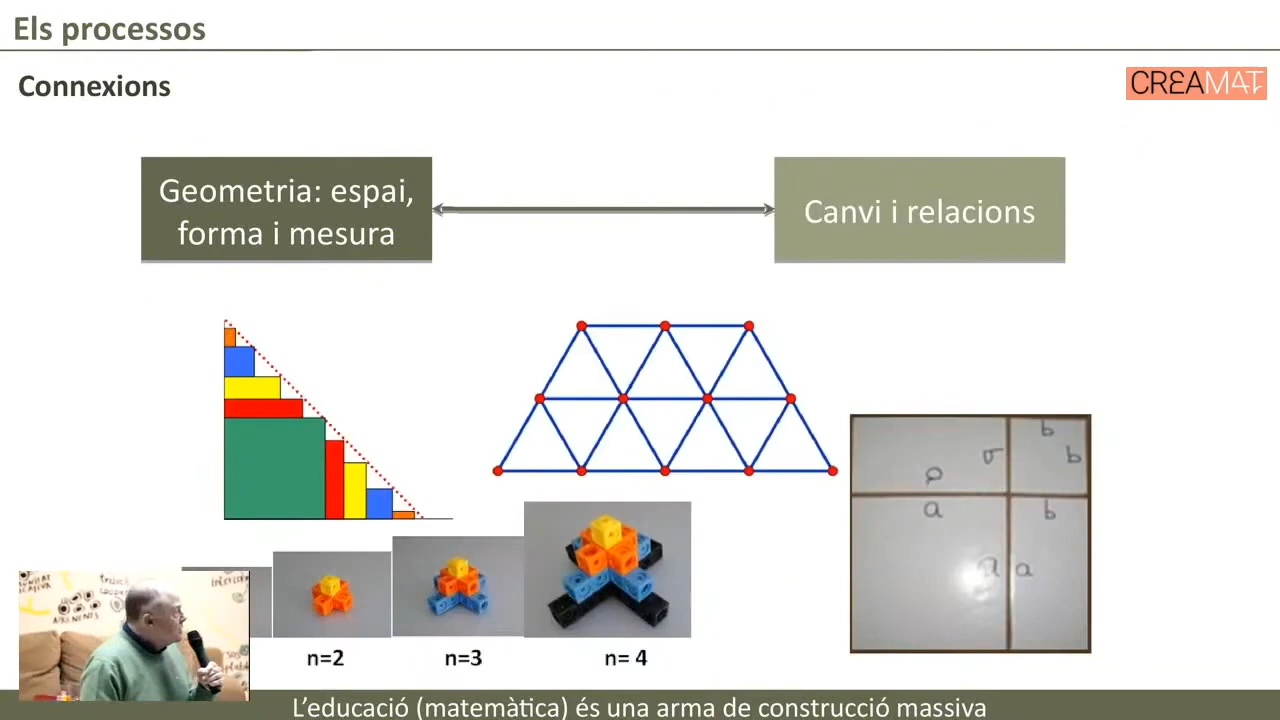 Els processos
Connexions
CREAMAT
Geometria: espai,
forma i mesura
Canvi i relacions
b
b
a
a
b
a
a
n=2
n=3
n= 4
L’educació (matemàtica) és una arma de construcció massiva